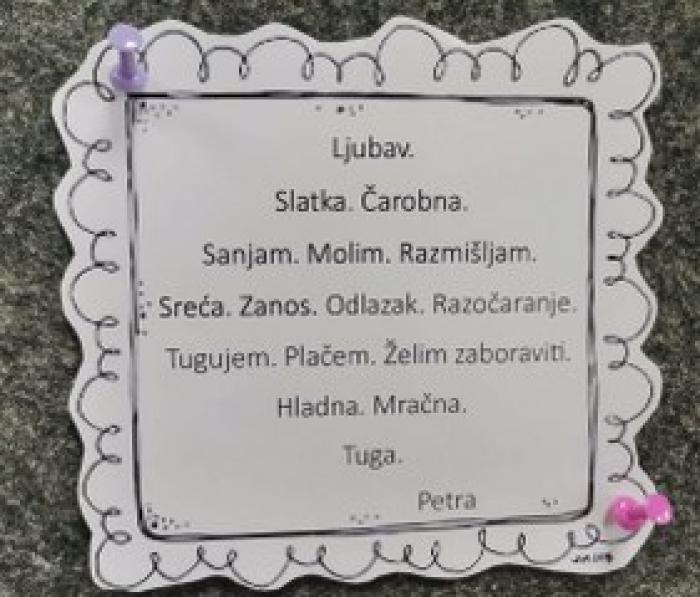 Ljubav.
Slatka. Čarobna.
Sanjam. Molim. Razmišljam.
Sreća. Zanos. Odlazak. Razočaranje.
Tugujem. Plačem. Želim zaboraviti.
Hladna. Mračna.
Tuga.
Petra